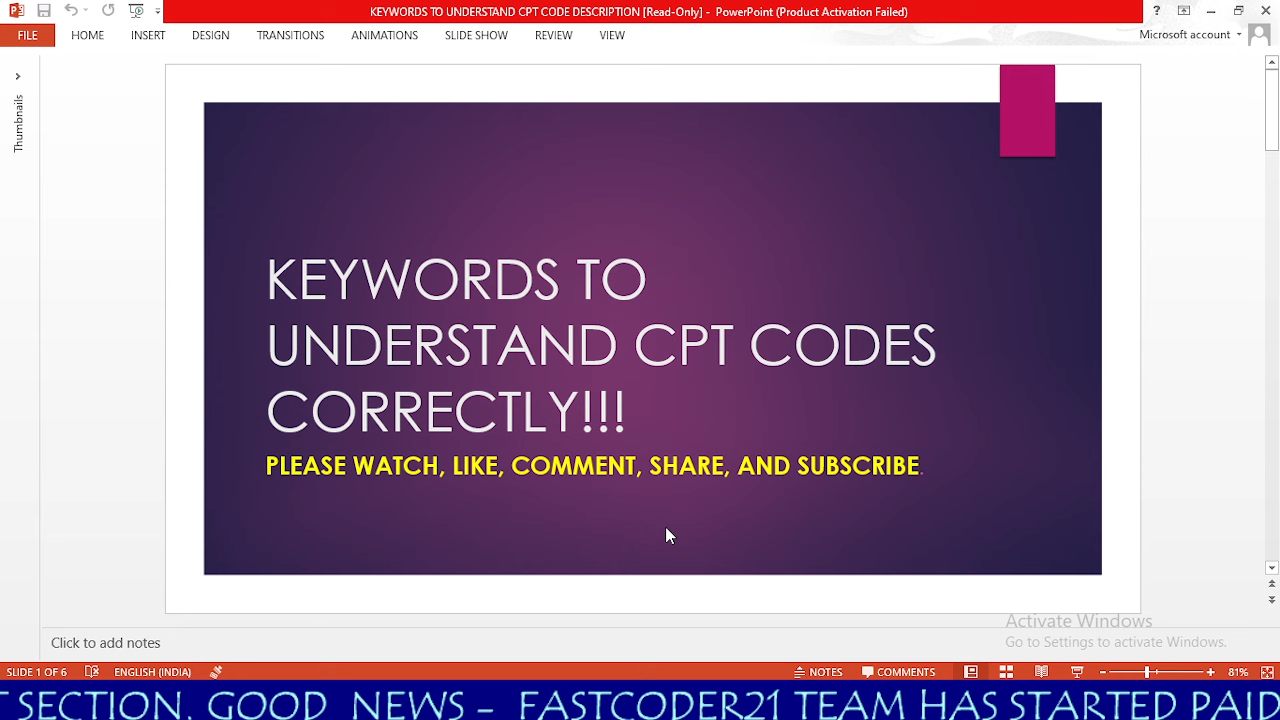 KEYWORDS TO UNDERSTAND CPT CODE DESCRIPTION [Read-Only] - PowerPoint (Product Activation Failed)
?
FILE HOME INSERT DESIGN TRANSITIONS ANIMATIONS SLIDE SHOW REVIEW VIEW Microsoft account
Thumbnails
KEYWORDS TO
UNDERSTAND CPT CODES
CORRECTLY!!!
PLEASE WATCH, LIKE, COMMENT, SHARE, AND SUBSCRIBE.
Activate Windows
Go to Settings to activate Windows.
Click to add notes
SLIDE 1 OF 6 ENGLISH (INDIA) NOTES COMMENTS 81%
T SECTION. GOOD NEWS - FASTCODER21 TEAM HAS STARTED PAID